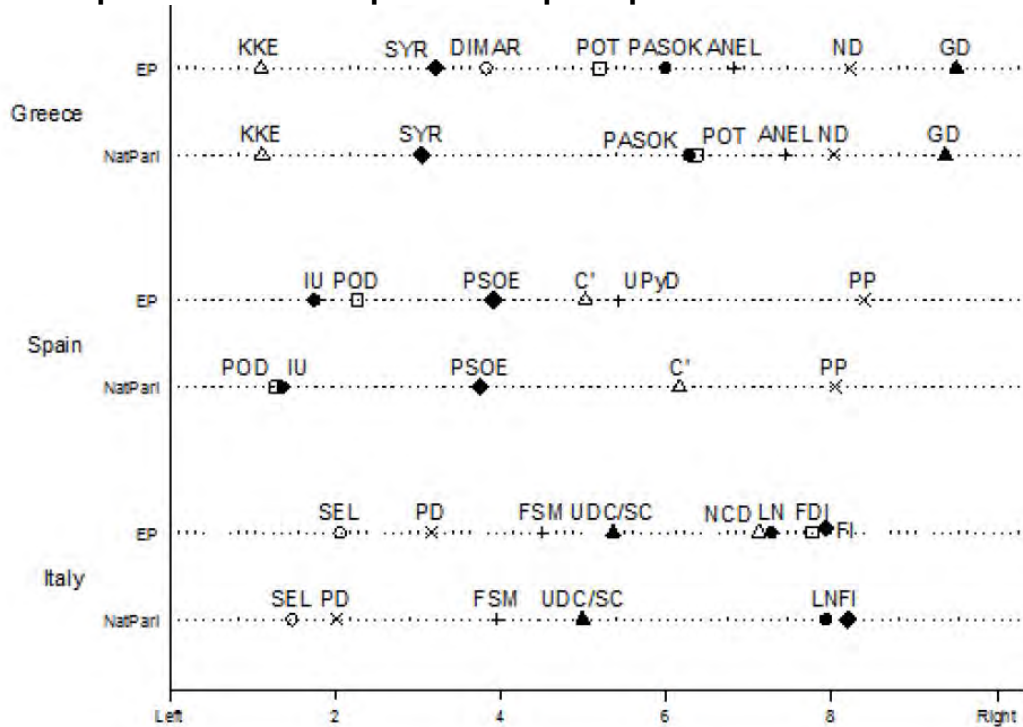 KKE SYR DIMAR POT PASOK ANEL ND GD
EP
Greece
KKE SYR PASOK POT ANEL ND GD
NatParl
IU POD PSOE C' UPyD PP
EP
Spain
POD IU PSOE C' PP
NatParl
SEL PD FSM UDC/SC NCD LN FDI
EP FI
Italy
SEL PD FSM UDC/SC LN FI
NatParl
Left 2 4 6 8 Right